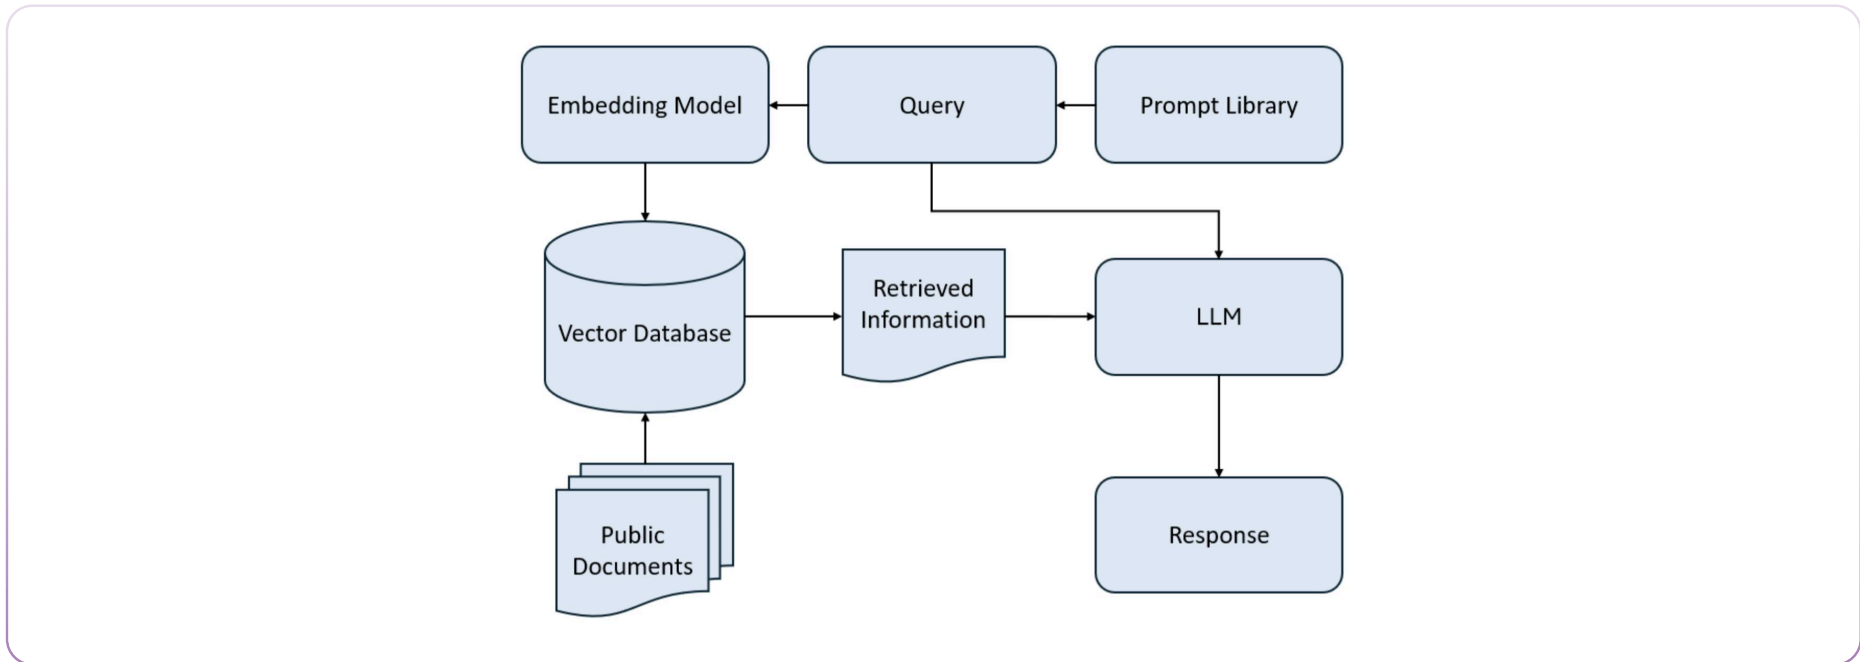 Embedding Model
Query
Prompt Library
Vector Database
Retrieved
Information
LLM
Public
Documents
Response